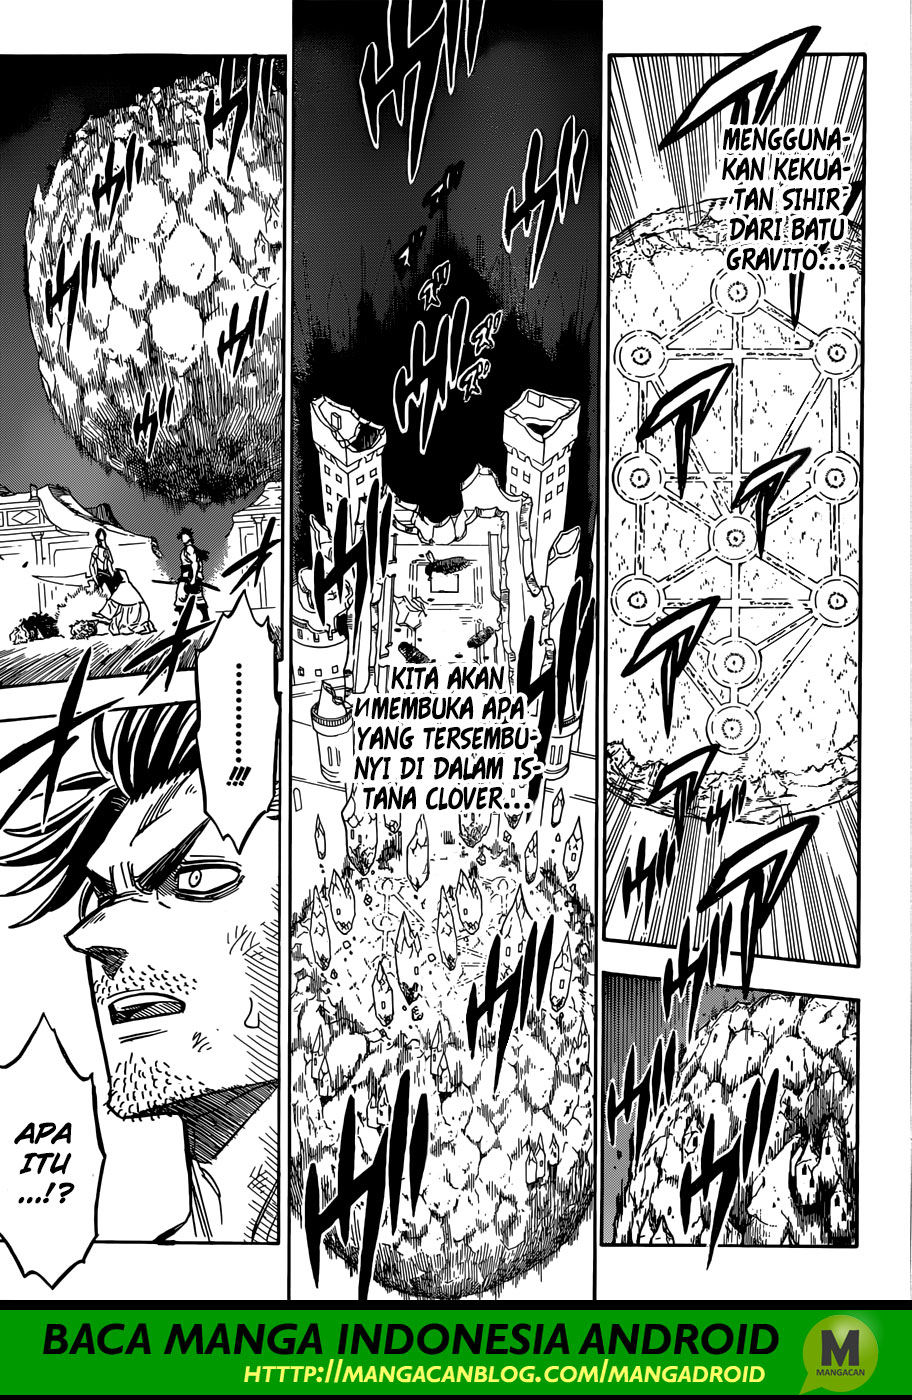 MENGGUNA-
KAN KEKUA-
TAN SIHIR
DARI BATU
GRAVITO...
KITA AKAN
MEMBUKA APA
YANG TERSEMBU-
NYI DI DALAM IS-
TANA CLOVER...
..........!!!
APA
ITU
...!?
BACA MANGA INDONESIA ANDROID
HTTTP://MANGACANBLOG.COM/MANGADROID
M
MANGACAN